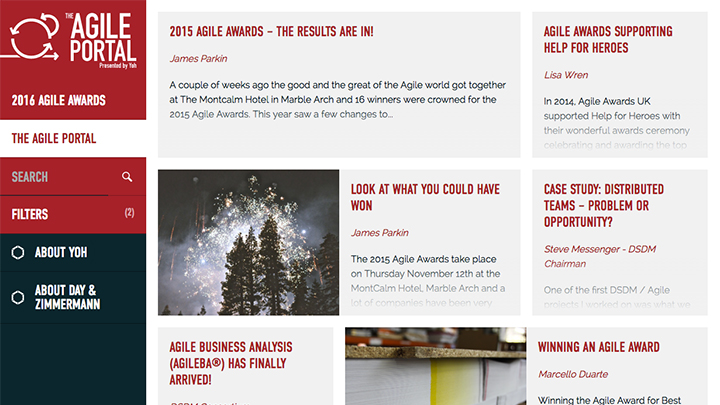 THE
AGILE
PORTAL
Presented by Yoh
2016 AGILE AWARDS
THE AGILE PORTAL
SEARCH
FILTERS (2)
ABOUT YOH
ABOUT DAY &
ZIMMERMANN
2015 AGILE AWARDS – THE RESULTS ARE IN!
James Parkin
A couple of weeks ago the good and the great of the Agile world got together
at The Montcalm Hotel in Marble Arch and 16 winners were crowned for the
2015 Agile Awards. This year saw a few changes to...
AGILE AWARDS SUPPORTING
HELP FOR HEROES
Lisa Wren
In 2014, Agile Awards UK
supported Help for Heroes with
their wonderful awards ceremony
celebrating and awarding the top
LOOK AT WHAT YOU COULD HAVE
WON
James Parkin
The 2015 Agile Awards take place
on Thursday November 12th at the
MontCalm Hotel, Marble Arch and a
lot of companies have been very
CASE STUDY: DISTRIBUTED
TEAMS – PROBLEM OR
OPPORTUNITY?
Steve Messenger - DSDM
Chairman
One of the first DSDM / Agile
projects I worked on was what we
AGILE BUSINESS ANALYSIS
(AGILEBA®) HAS FINALLY
ARRIVED!
WINNING AN AGILE AWARD
Marcello Duarte
Winning the Agile Award for Best